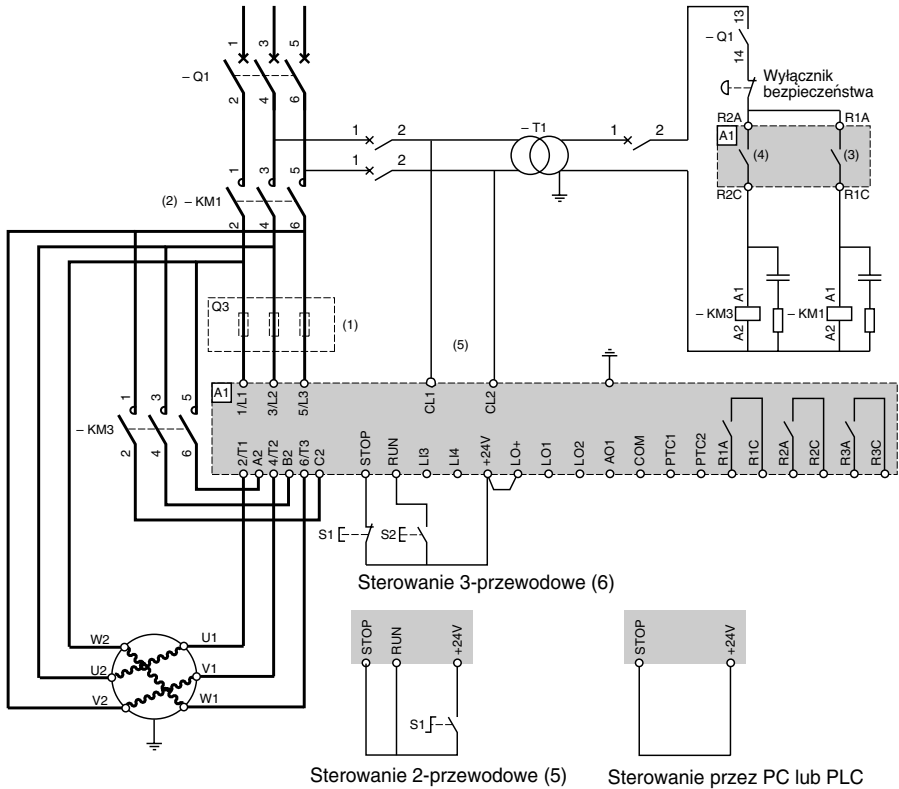 1 3 5
– Q1
2 4 6
1 2
1 2
– T1
1 2
13
– Q1
14
Wyłącznik
bezpieczeństwa
R2A R1A
A1
(4) (3)
R2C R1C
A1 A1
– KM3 – KM1
A2 A2
1 3 5
(2) – KM1
2 4 6
Q3
(1)
(5)
A1
1/L1 3/L2 5/L3 CL1 CL2
1 3 5
– KM3
2 4 6
2/T1 A2 4/T2 B2 6/T3 C2 STOP RUN LI3 LI4 +24V LO+ LO1 LO2 AO1 COM PTC1 PTC2 R1A R1C R2A R2C R3A R3C
S1 S2
Sterowanie 3-przewodowe (6)
W2 U1
U2 V1
V2 W1
STOP RUN +24V
S1
Sterowanie 2-przewodowe (5)
STOP +24V
Sterowanie przez PC lub PLC